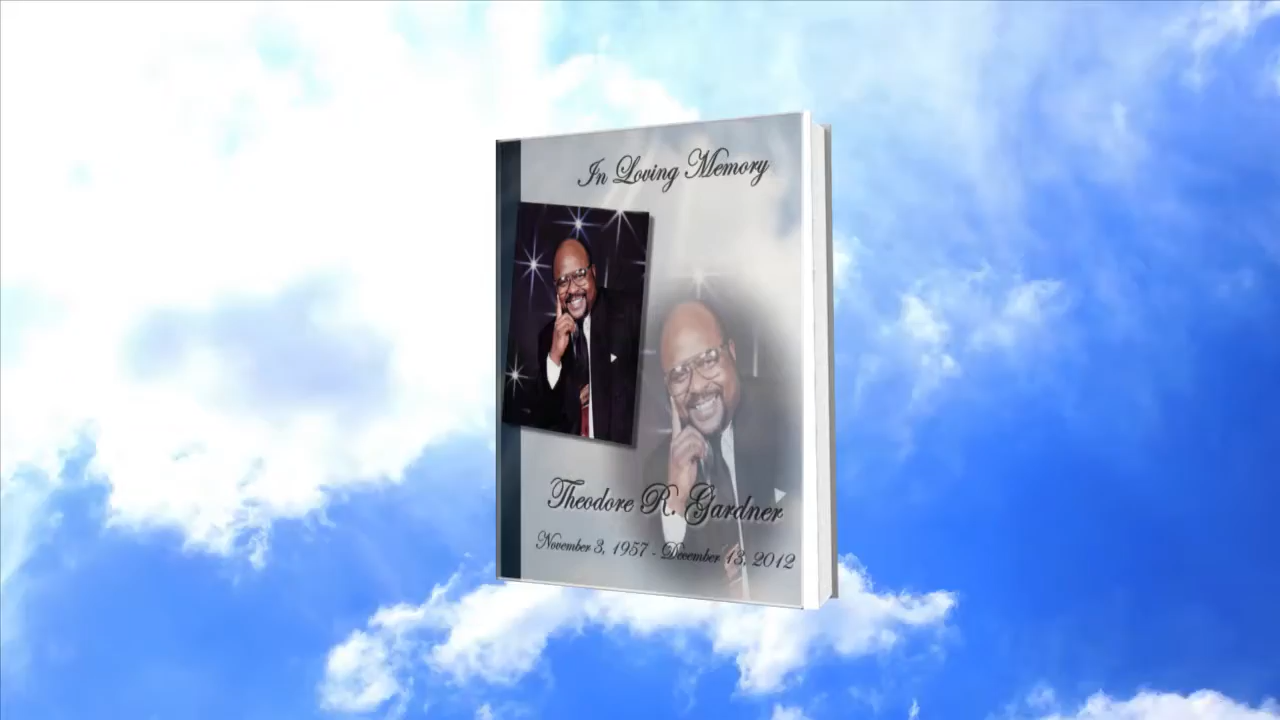 In Loving Memory
Theodore R. Gardner
November 3, 1957 - December 13, 2012